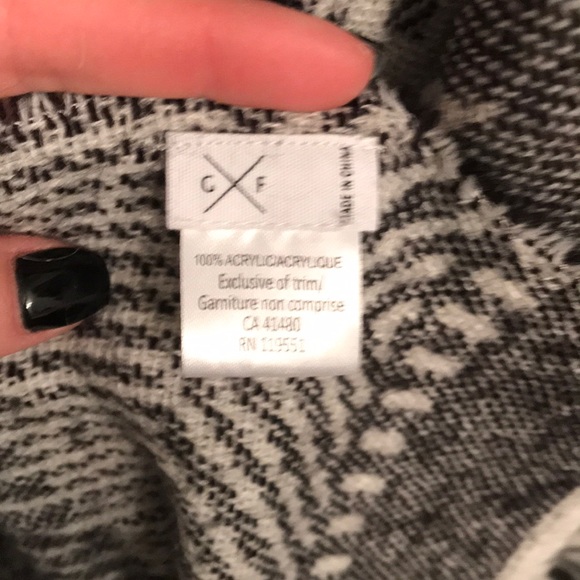 G X F
MADE IN CHINA
100% ACRYLIC/ACRYLIQUE
Exclusive of trim/
Garniture non comprise
CA 41480
RN 119551